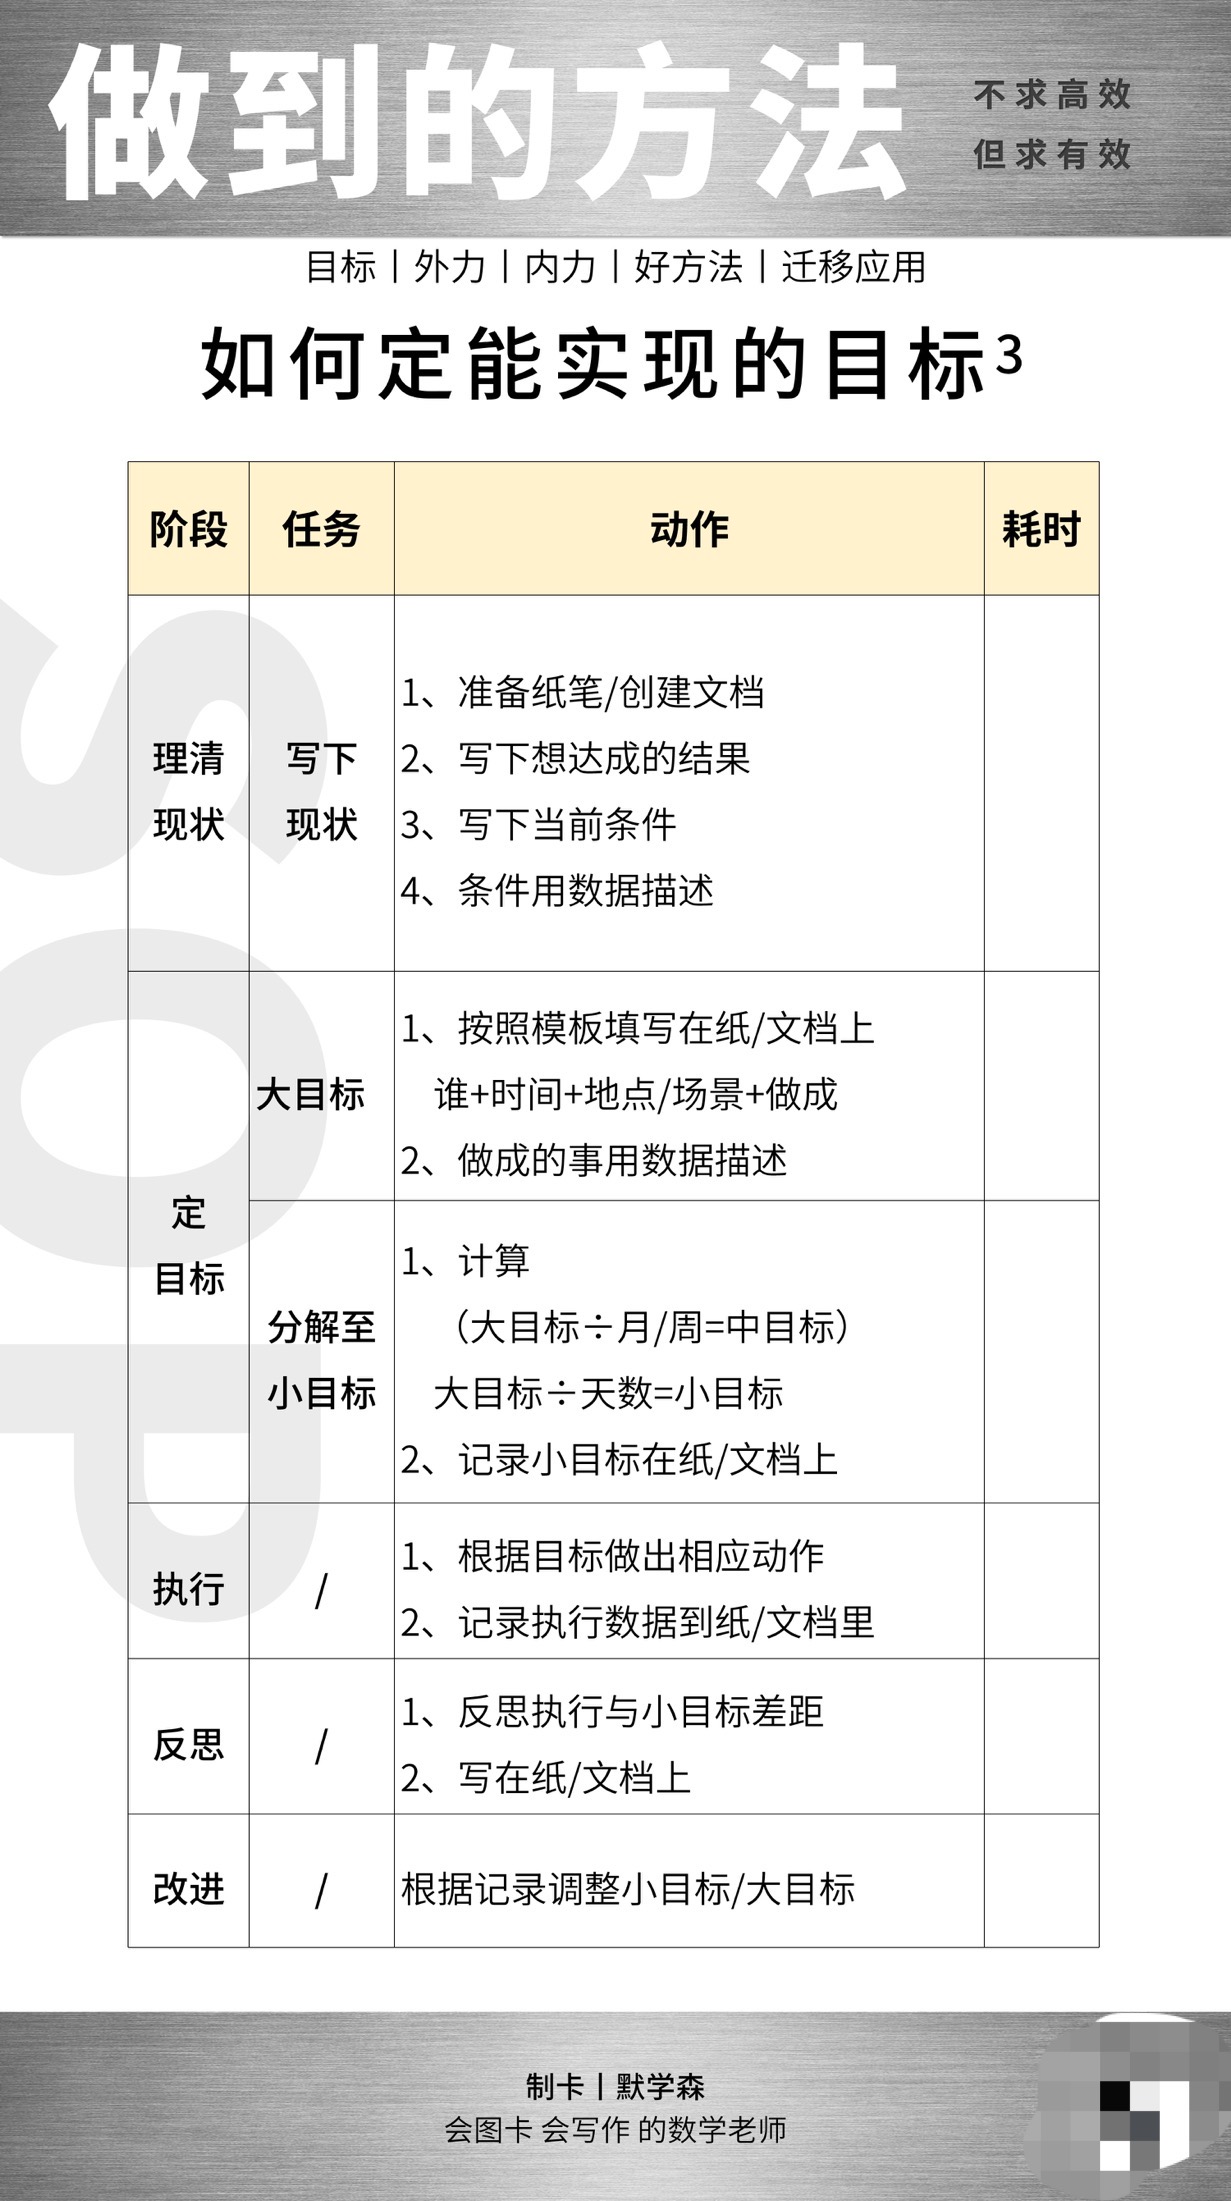 做到的方法
不求高效
但求有效
目标丨外力丨内力丨好方法丨迁移应用
如何定能实现的目标³
阶段 任务 动作 耗时
理清
现状
写下
现状
1、准备纸笔/创建文档
2、写下想达成的结果
3、写下当前条件
4、条件用数据描述
定
目标
大目标
1、按照模板填写在纸/文档上
谁+时间+地点/场景+做成
2、做成的事用数据描述
分解至
小目标
1、计算
（大目标÷月/周=中目标）
大目标÷天数=小目标
2、记录小目标在纸/文档上
执行
/
1、根据目标做出相应动作
2、记录执行数据到纸/文档里
反思
/
1、反思执行与小目标差距
2、写在纸/文档上
改进
/
根据记录调整小目标/大目标
SOP
制卡丨默学森
会图卡 会写作 的数学老师